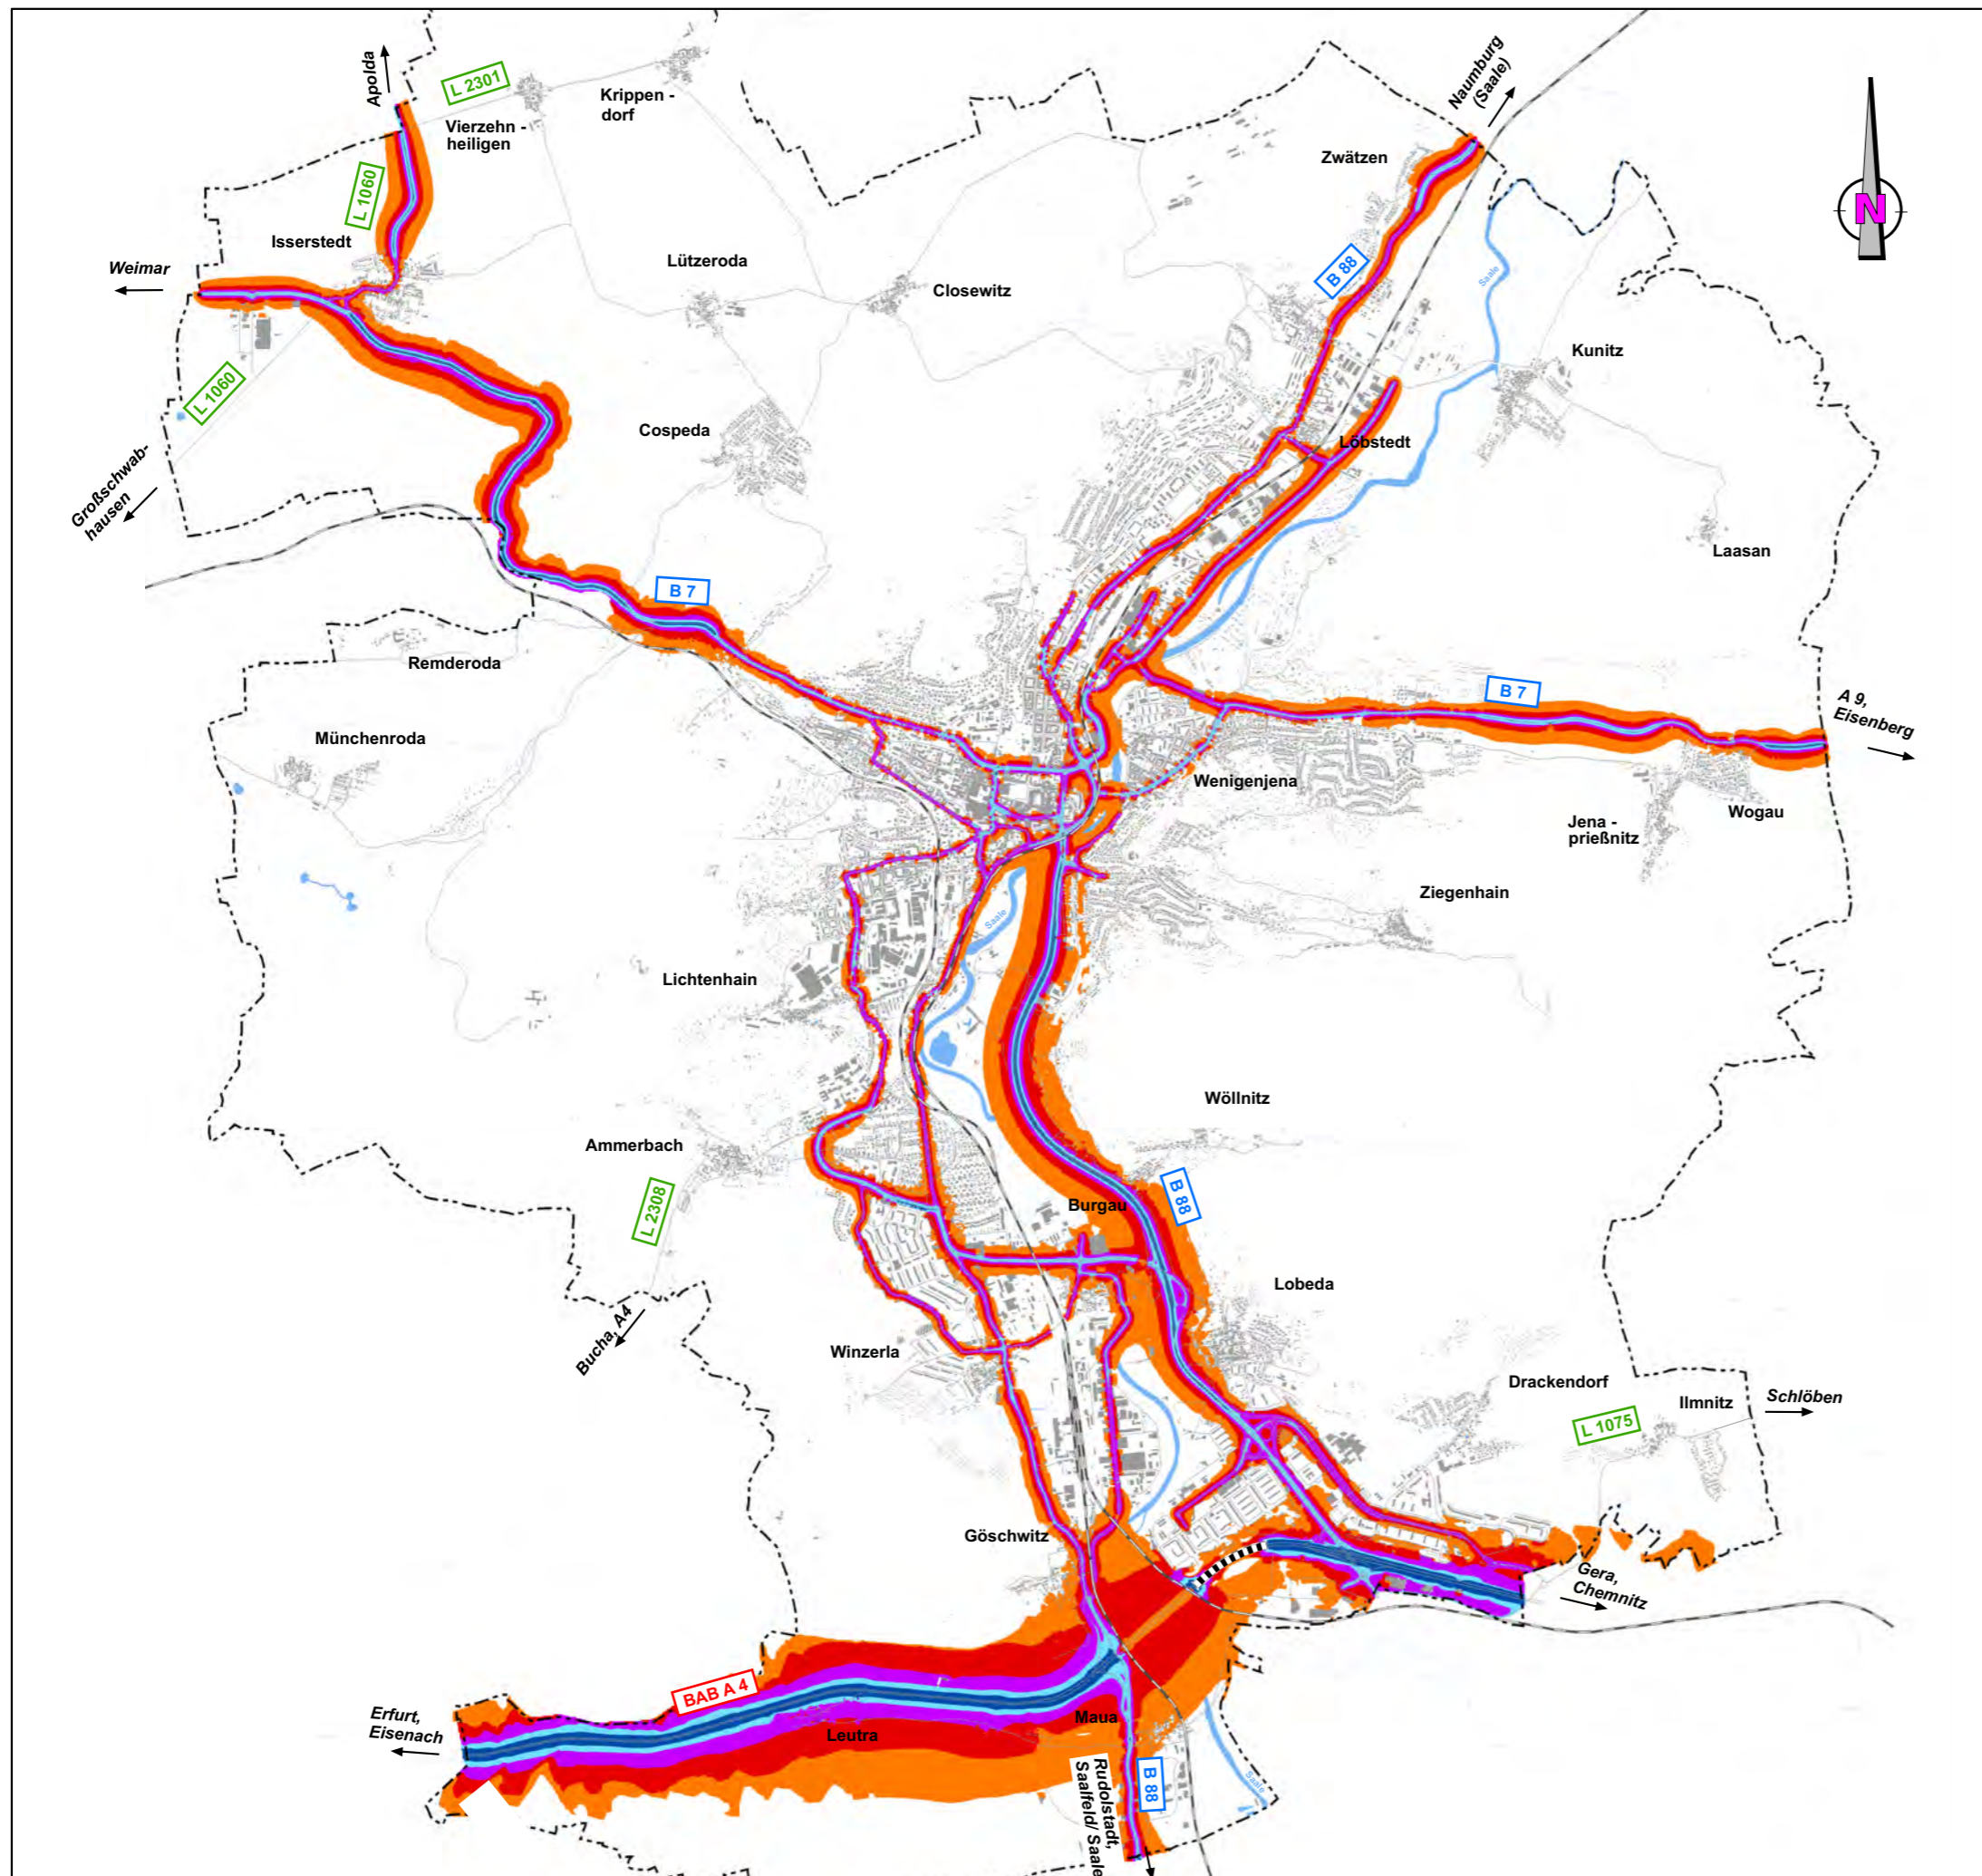 Apolda
L 2301
Krippen -
dorf
Vierzehn -
heiligen
Naumburg
(Saale)
Zwätzen
N
L 1060
Isserstedt
Weimar
Lützeroda
Closewitz
B 88
Saale
Kunitz
L 1060
Cospeda
Löbstedt
Großschwab-
hausen
Laasan
B 7
Remderoda
B 7
A 9,
Eisenberg
Münchenroda
Wenigenjena
Jena -
prießnitz
Wogau
Ziegenhain
Saale
Lichtenhain
Wöllnitz
Ammerbach
B 88
Burgau
L 2308
Lobeda
Bucha, A4
Winzerla
Drackendorf
Ilmnitz
Schlöben
L 1075
Göschwitz
Gera,
Chemnitz
BAB A 4
Erfurt,
Eisenach
Leutra
Maua
Rudolstadt,
Saalfeld/ Saale
B 88
Saale